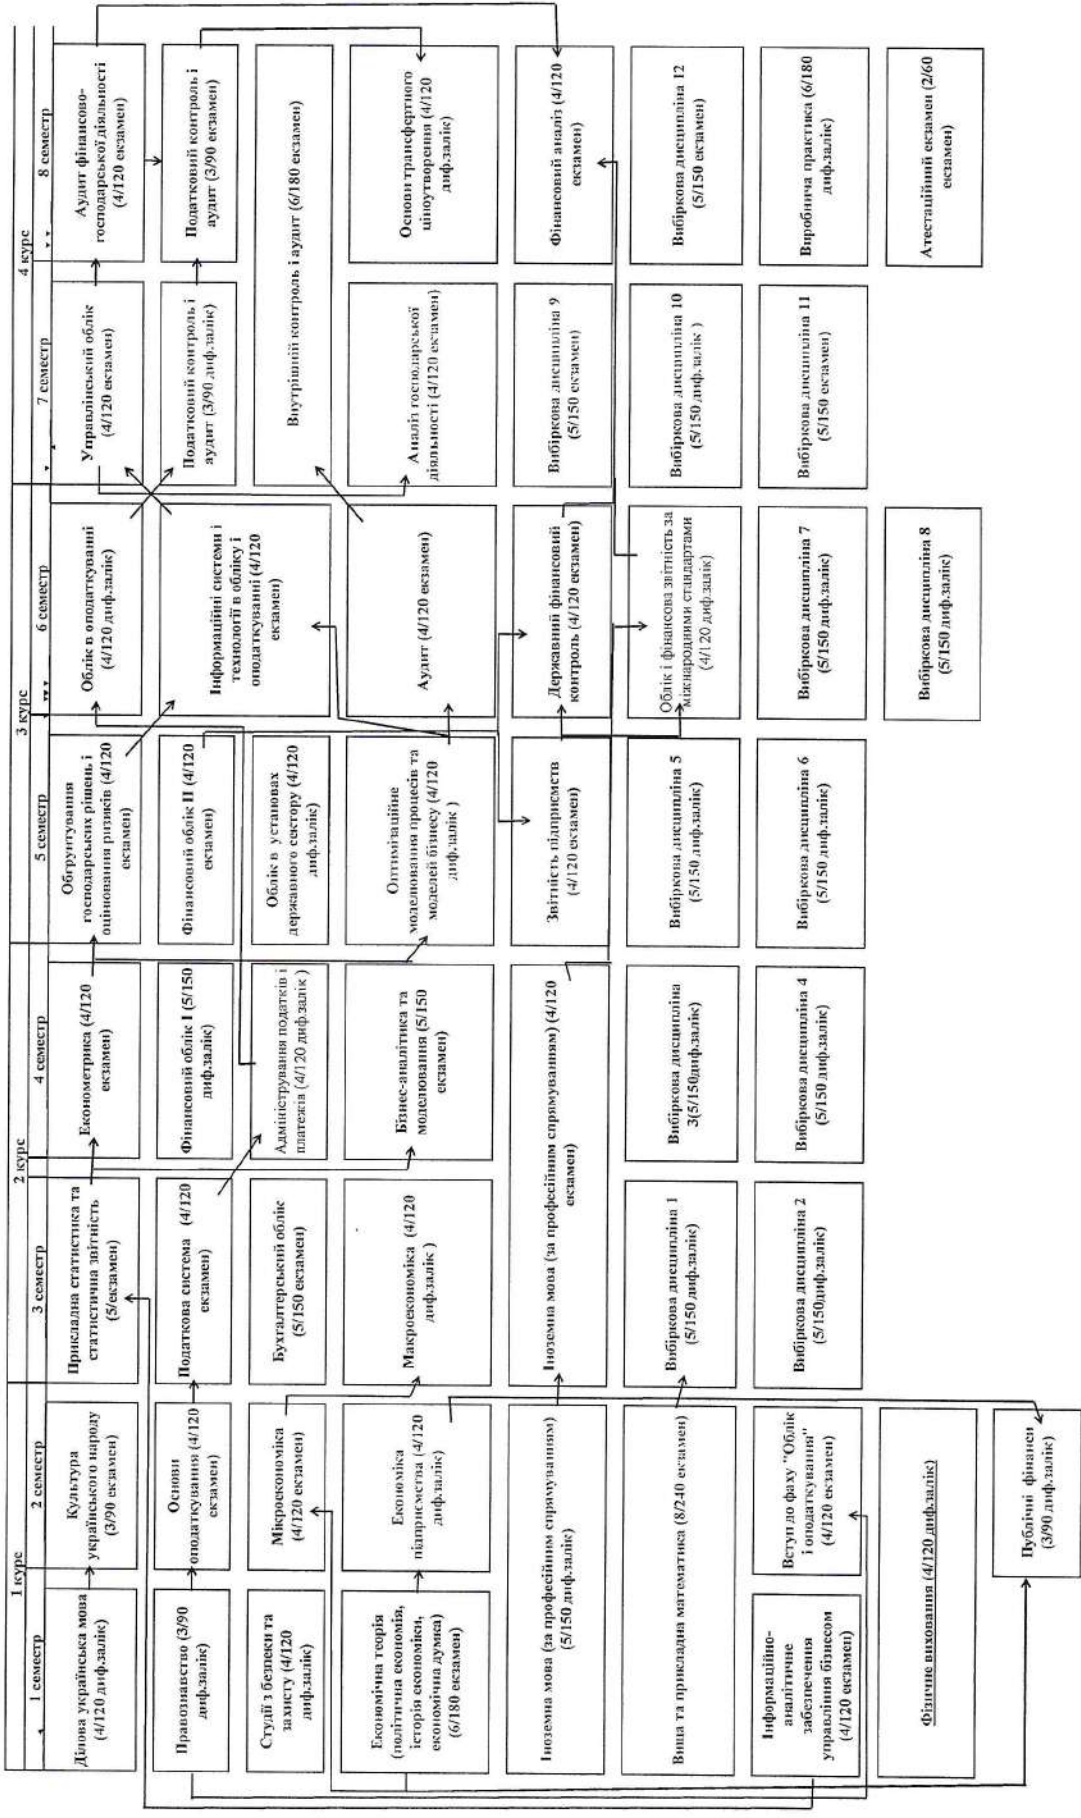 1 курс
2 курс
3 курс
4 курс
1 семестр
2 семестр
3 семестр
4 семестр
5 семестр
6 семестр
7 семестр
8 семестр
Ділова українська мова
(4/120 диф.залік)
Правознавство (3/90
диф.залік)
Студії з безпеки та
захисту (4/120
диф.залік)
Економічна теорія
(політична економія,
історія економіки,
економічна думка)
(6/180 екзамен)
Іноземна мова (за професійним спрямуванням)
(5/150 диф.залік)
Вища та прикладна математика (8/240 екзамен)
Інформаційно-
аналітичне
забезпечення
управління бізнесом
(4/120 екзамен)
Фізичне виховання (4/120 диф.залік)
Культура
українського народу
(3/90 екзамен)
Основи
оподаткування (4/120
екзамен)
Мікроекономіка
(4/120 екзамен)
Економіка
підприємства (4/120
диф.залік)
Вступ до фаху "Облік
і оподаткування"
(4/120 екзамен)
Публічні фінанси
(3/90 диф.залік)
Прикладна статистика та
статистична звітність
(5/екзамен)
Податкова система (4/120
екзамен)
Бухгалтерський облік
(5/150 екзамен)
Макроекономіка (4/120
диф.залік )
Іноземна мова (за професійним спрямуванням) (4/120
екзамен)
Вибіркова дисципліна 1
(5/150 диф.залік)
Вибіркова дисципліна 2
(5/150диф.залік)
Економетрика (4/120
екзамен)
Фінансовий облік I (5/150
диф.залік)
Адміністрування податків і
платежів (4/120 диф.залік )
Бізнес-аналітика та
моделювання (5/150
екзамен)
Вибіркова дисципліна
3(5/150диф.залік)
Вибіркова дисципліна 4
(5/150 диф.залік)
Обґрунтування
господарських рішень і
оцінювання ризиків (4/120
екзамен)
Фінансовий облік II (4/120
екзамен)
Облік в установах
державного сектору (4/120
диф.залік)
Оптимізаційне
моделювання процесів та
моделей бізнесу (4/120
диф.залік )
Звітність підприємств
(4/120 екзамен)
Вибіркова дисципліна 5
(5/150 диф.залік)
Вибіркова дисципліна 6
(5/150 диф.залік)
Облік в оподаткуванні
(4/120 диф.залік)
Інформаційні системи і
технології в обліку і
оподаткуванні (4/120
екзамен)
Аудит (4/120 екзамен)
Державний фінансовий
контроль (4/120 екзамен)
Облік і фінансова звітність за
міжнародними стандартами
(4/120 диф.залік)
Вибіркова дисципліна 7
(5/150 диф.залік)
Вибіркова дисципліна 8
(5/150 диф.залік)
Управлінський облік
(4/120 екзамен)
Податковий контроль і
аудит (3/90 диф.залік)
Внутрішній контроль і аудит (6/180 екзамен)
Аналіз господарської
діяльності (4/120 екзамен)
Вибіркова дисципліна 9
(5/150 екзамен)
Вибіркова дисципліна 10
(5/150 диф.залік )
Вибіркова дисципліна 11
(5/150 екзамен)
Аудит фінансово-
господарської діяльності
(4/120 екзамен)
Податковий контроль і
аудит (3/90 екзамен)
Основи трансфертного
ціноутворення (4/120
диф.залік)
Фінансовий аналіз (4/120
екзамен)
Вибіркова дисципліна 12
(5/150 екзамен)
Виробнича практика (6/180
диф.залік)
Атестаційний екзамен (2/60
екзамен)